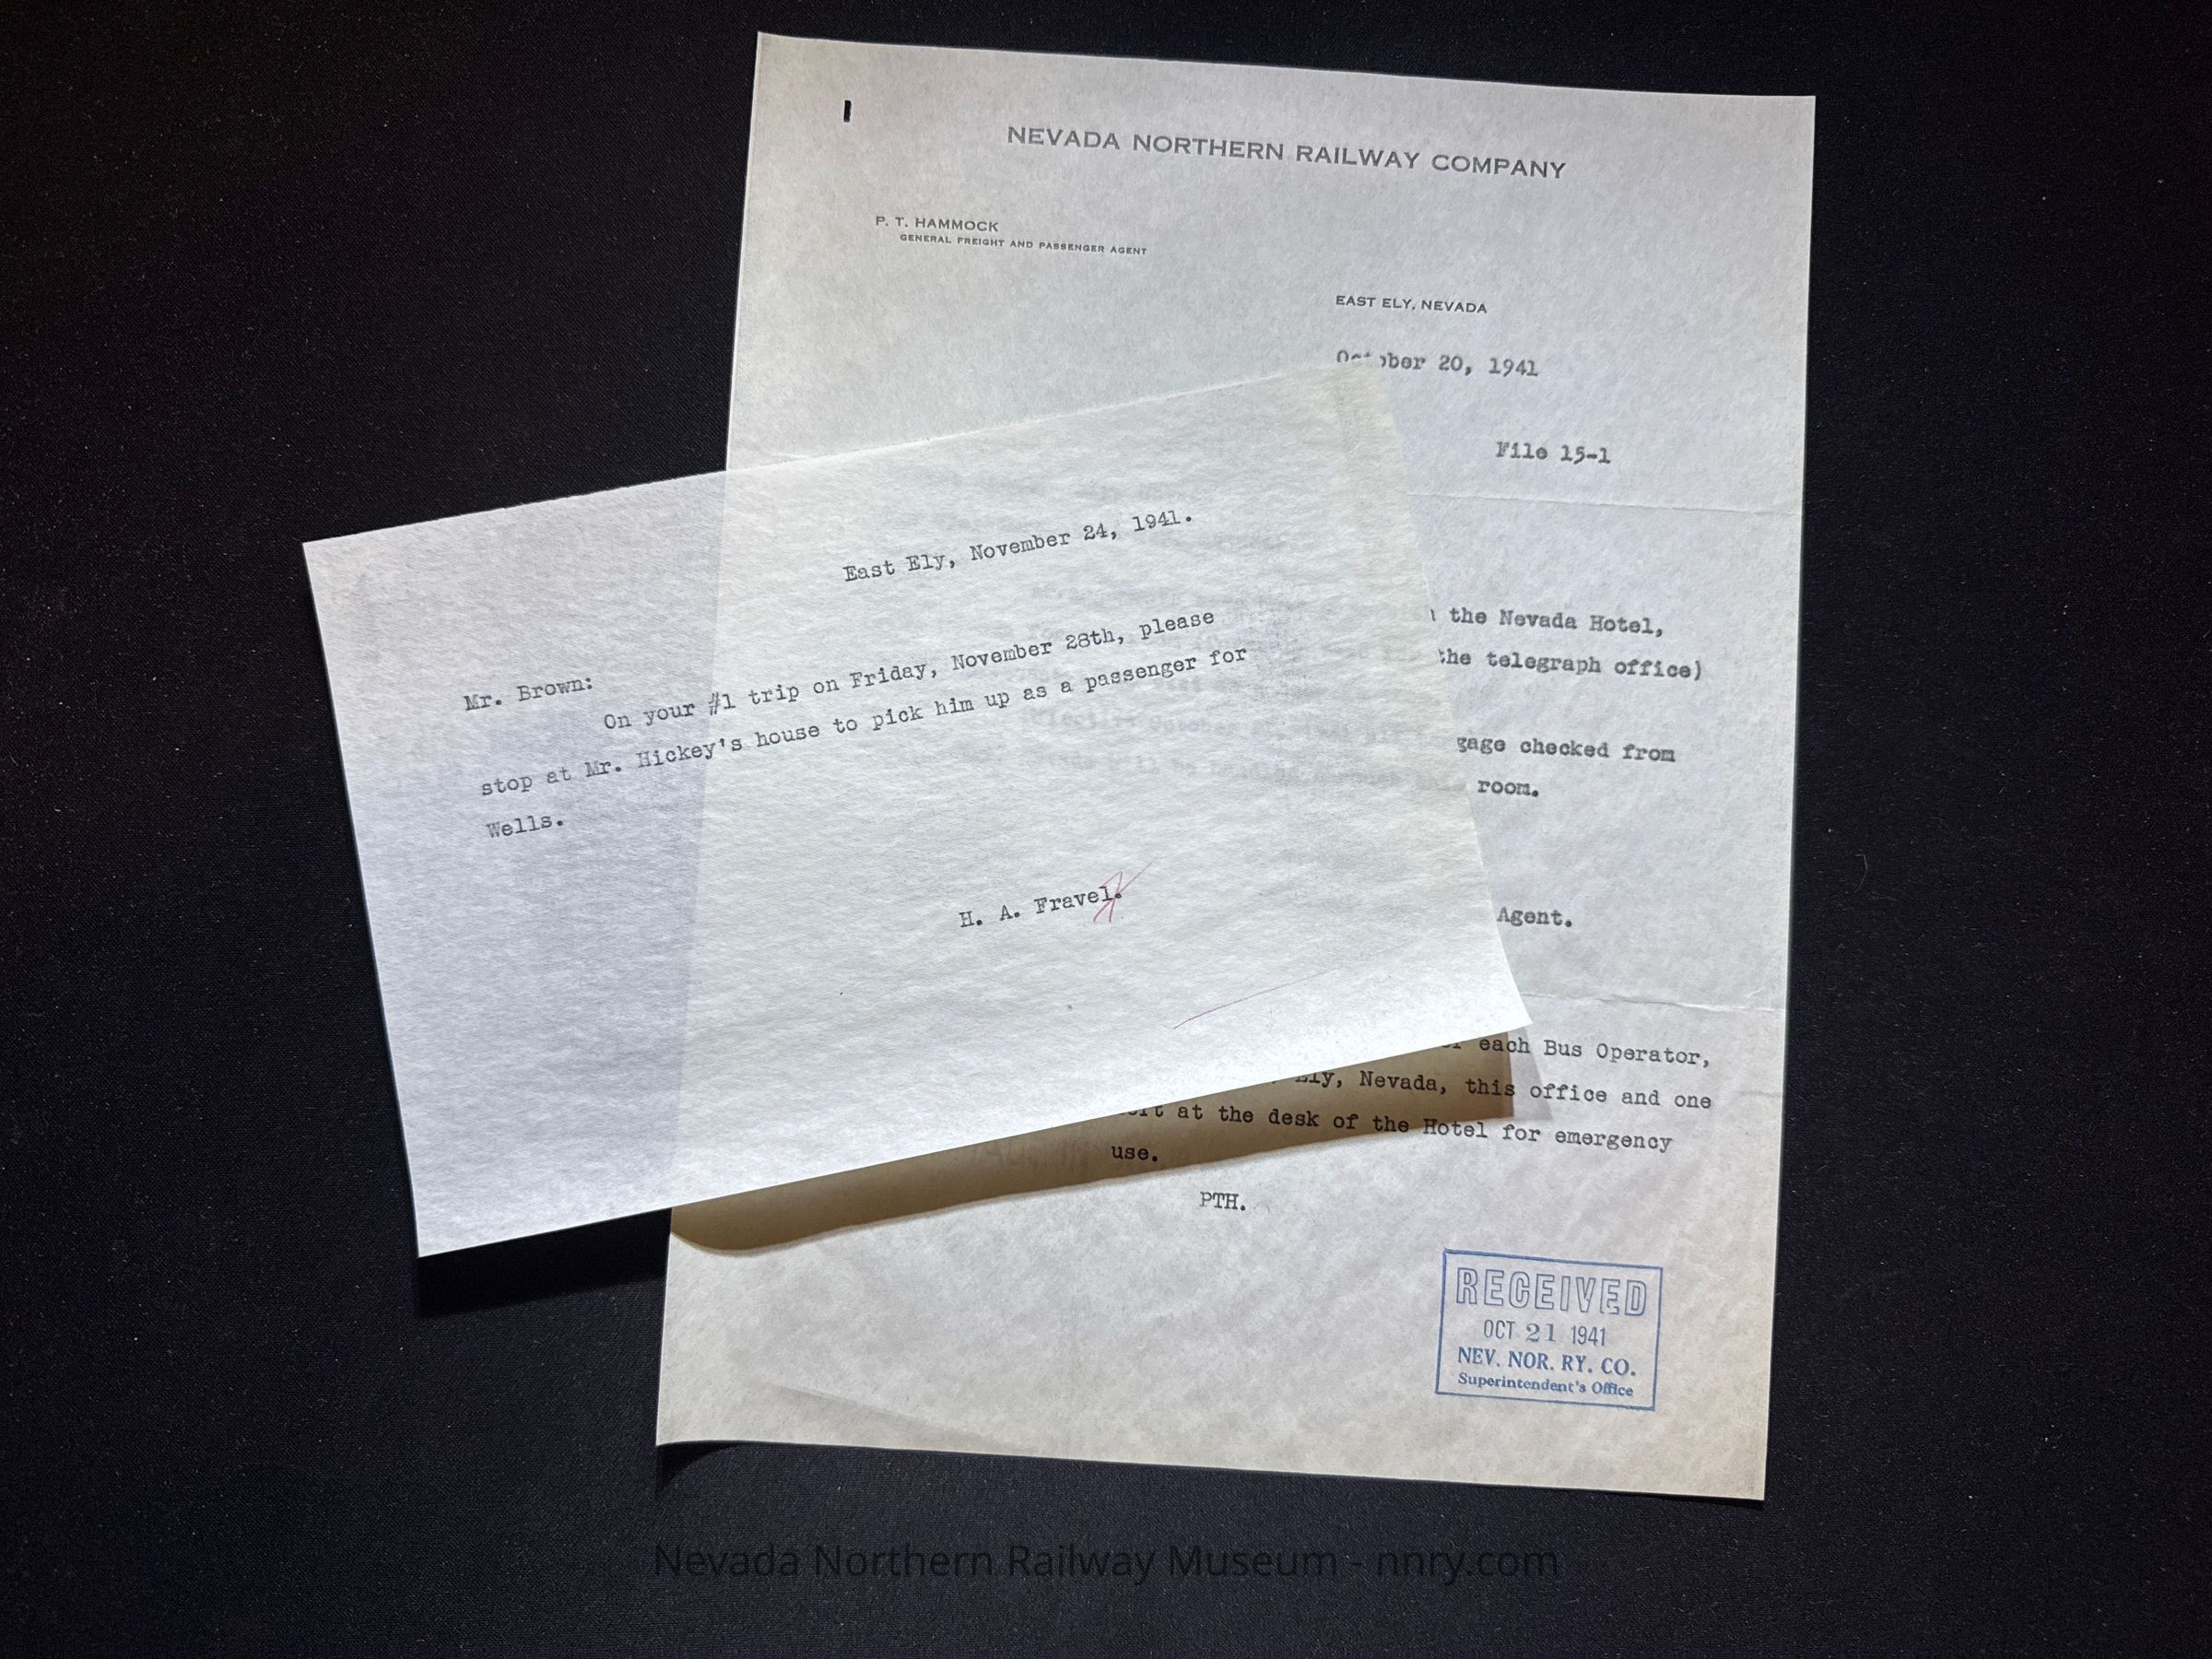 NEVADA NORTHERN RAILWAY COMPANY
P. T. HAMMOCK
GENERAL FREIGHT AND PASSENGER AGENT
EAST ELY, NEVADA
October 20, 1941
File 15-1
the Nevada Hotel,
the telegraph office)
checked from
room.
Agent.
each Bus Operator,
Ely, Nevada, this office and one
at the desk of the Hotel for emergency
use.
PTH.
RECEIVED
OCT 21 1941
NEV. NOR. RY. CO.
Superintendent's Office
East Ely, November 24, 1941.
Mr. Brown:
On your #1 trip on Friday, November 28th, please
stop at Mr. Hickey's house to pick him up as a passenger for
Wells.
H. A. Fravel.
Nevada Northern Railway Museum - nnry.com